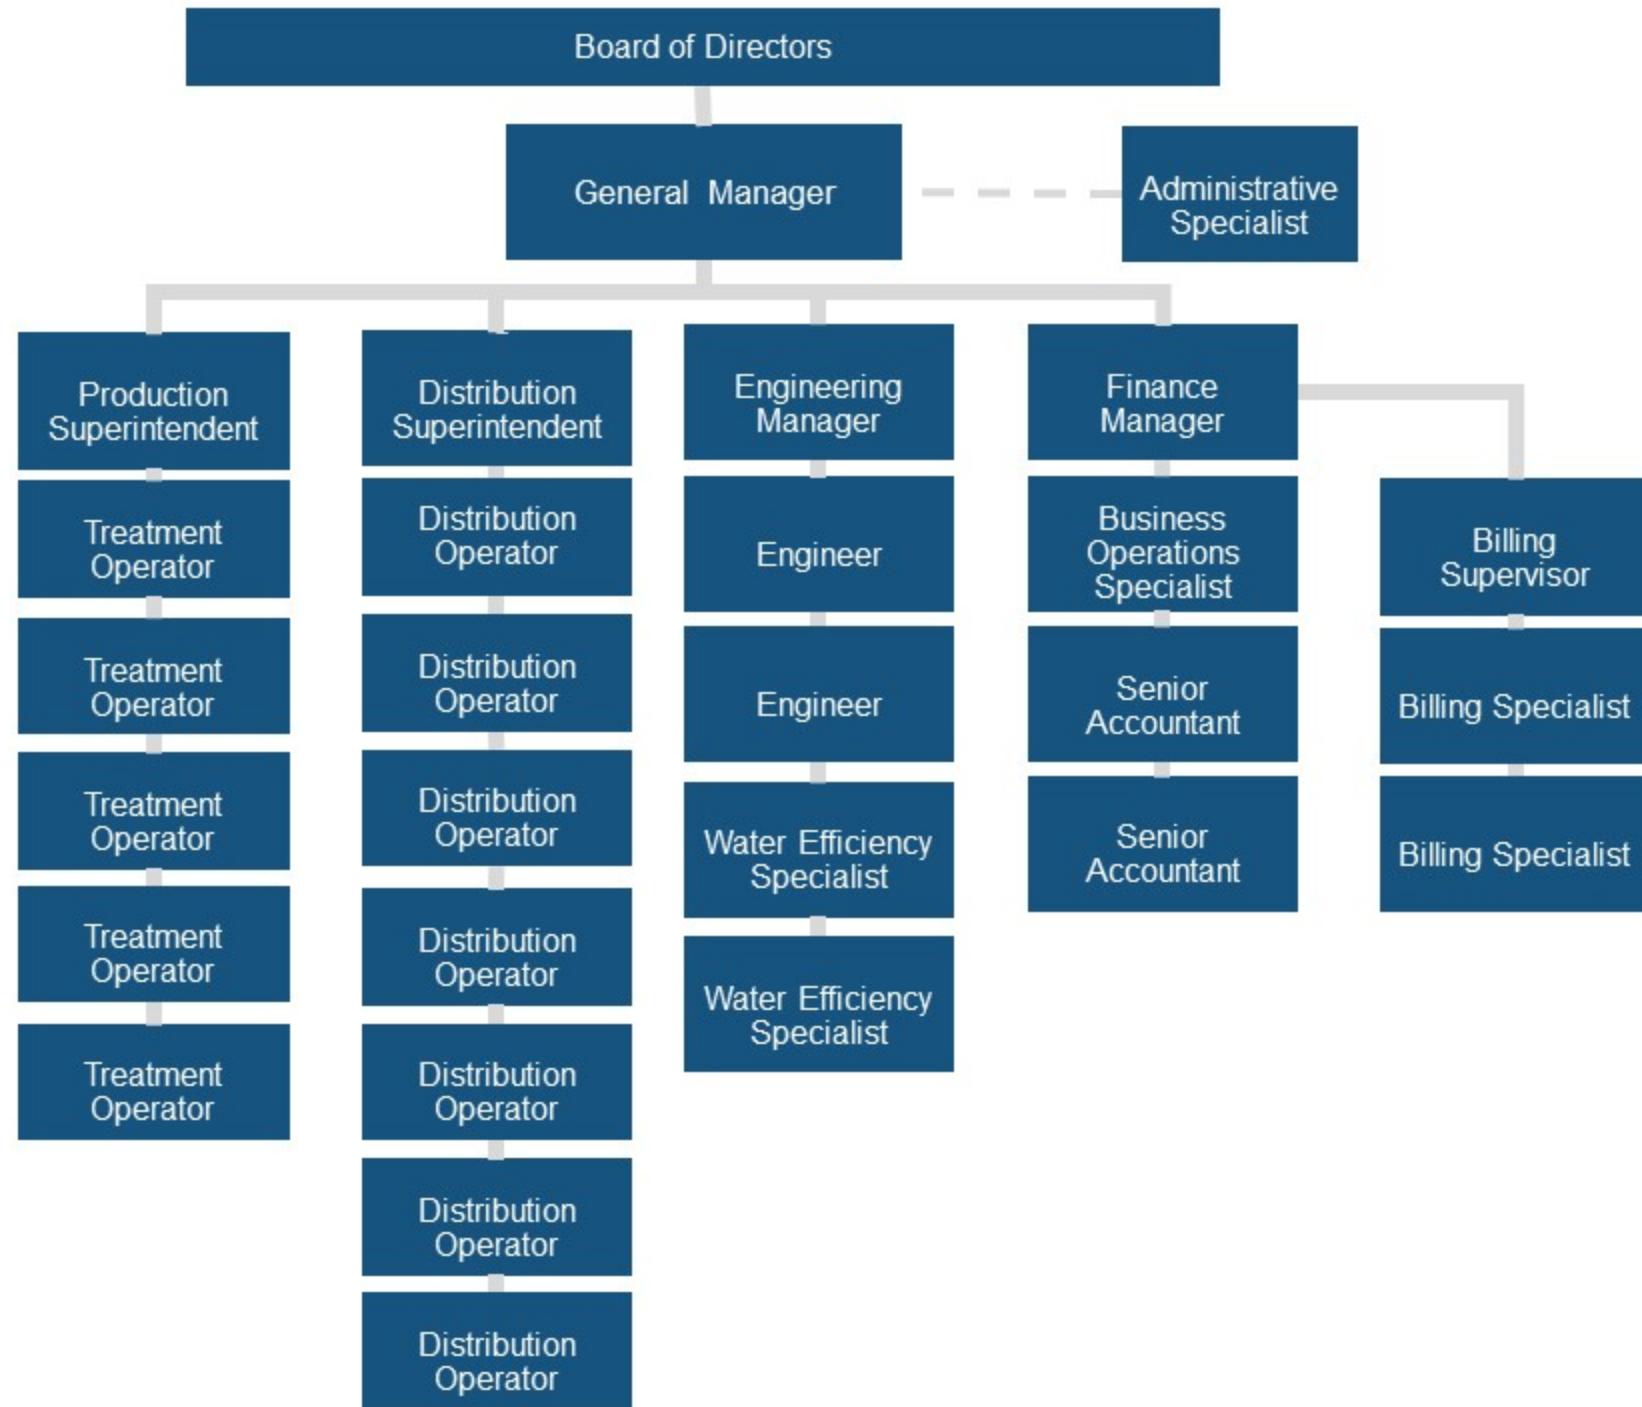 Board of Directors
General Manager
Administrative
Specialist
Production
Superintendent
Treatment
Operator
Treatment
Operator
Treatment
Operator
Treatment
Operator
Treatment
Operator
Distribution
Superintendent
Distribution
Operator
Distribution
Operator
Distribution
Operator
Distribution
Operator
Distribution
Operator
Distribution
Operator
Distribution
Operator
Engineering
Manager
Engineer
Engineer
Water Efficiency
Specialist
Water Efficiency
Specialist
Finance
Manager
Business
Operations
Specialist
Senior
Accountant
Senior
Accountant
Billing
Supervisor
Billing Specialist
Billing Specialist